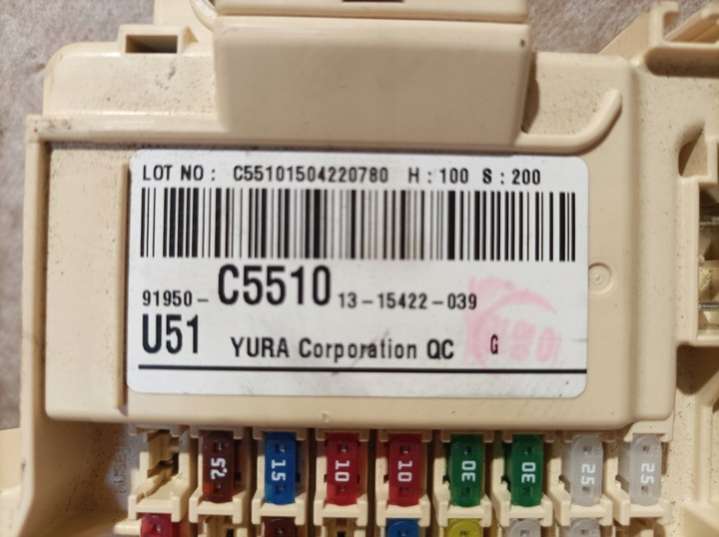 LOT NO : C55101504220780 H : 100 S : 200
91950- C5510 13-15422-039
U51 YURA Corporation QC G
15 10 10 30 30 25 25